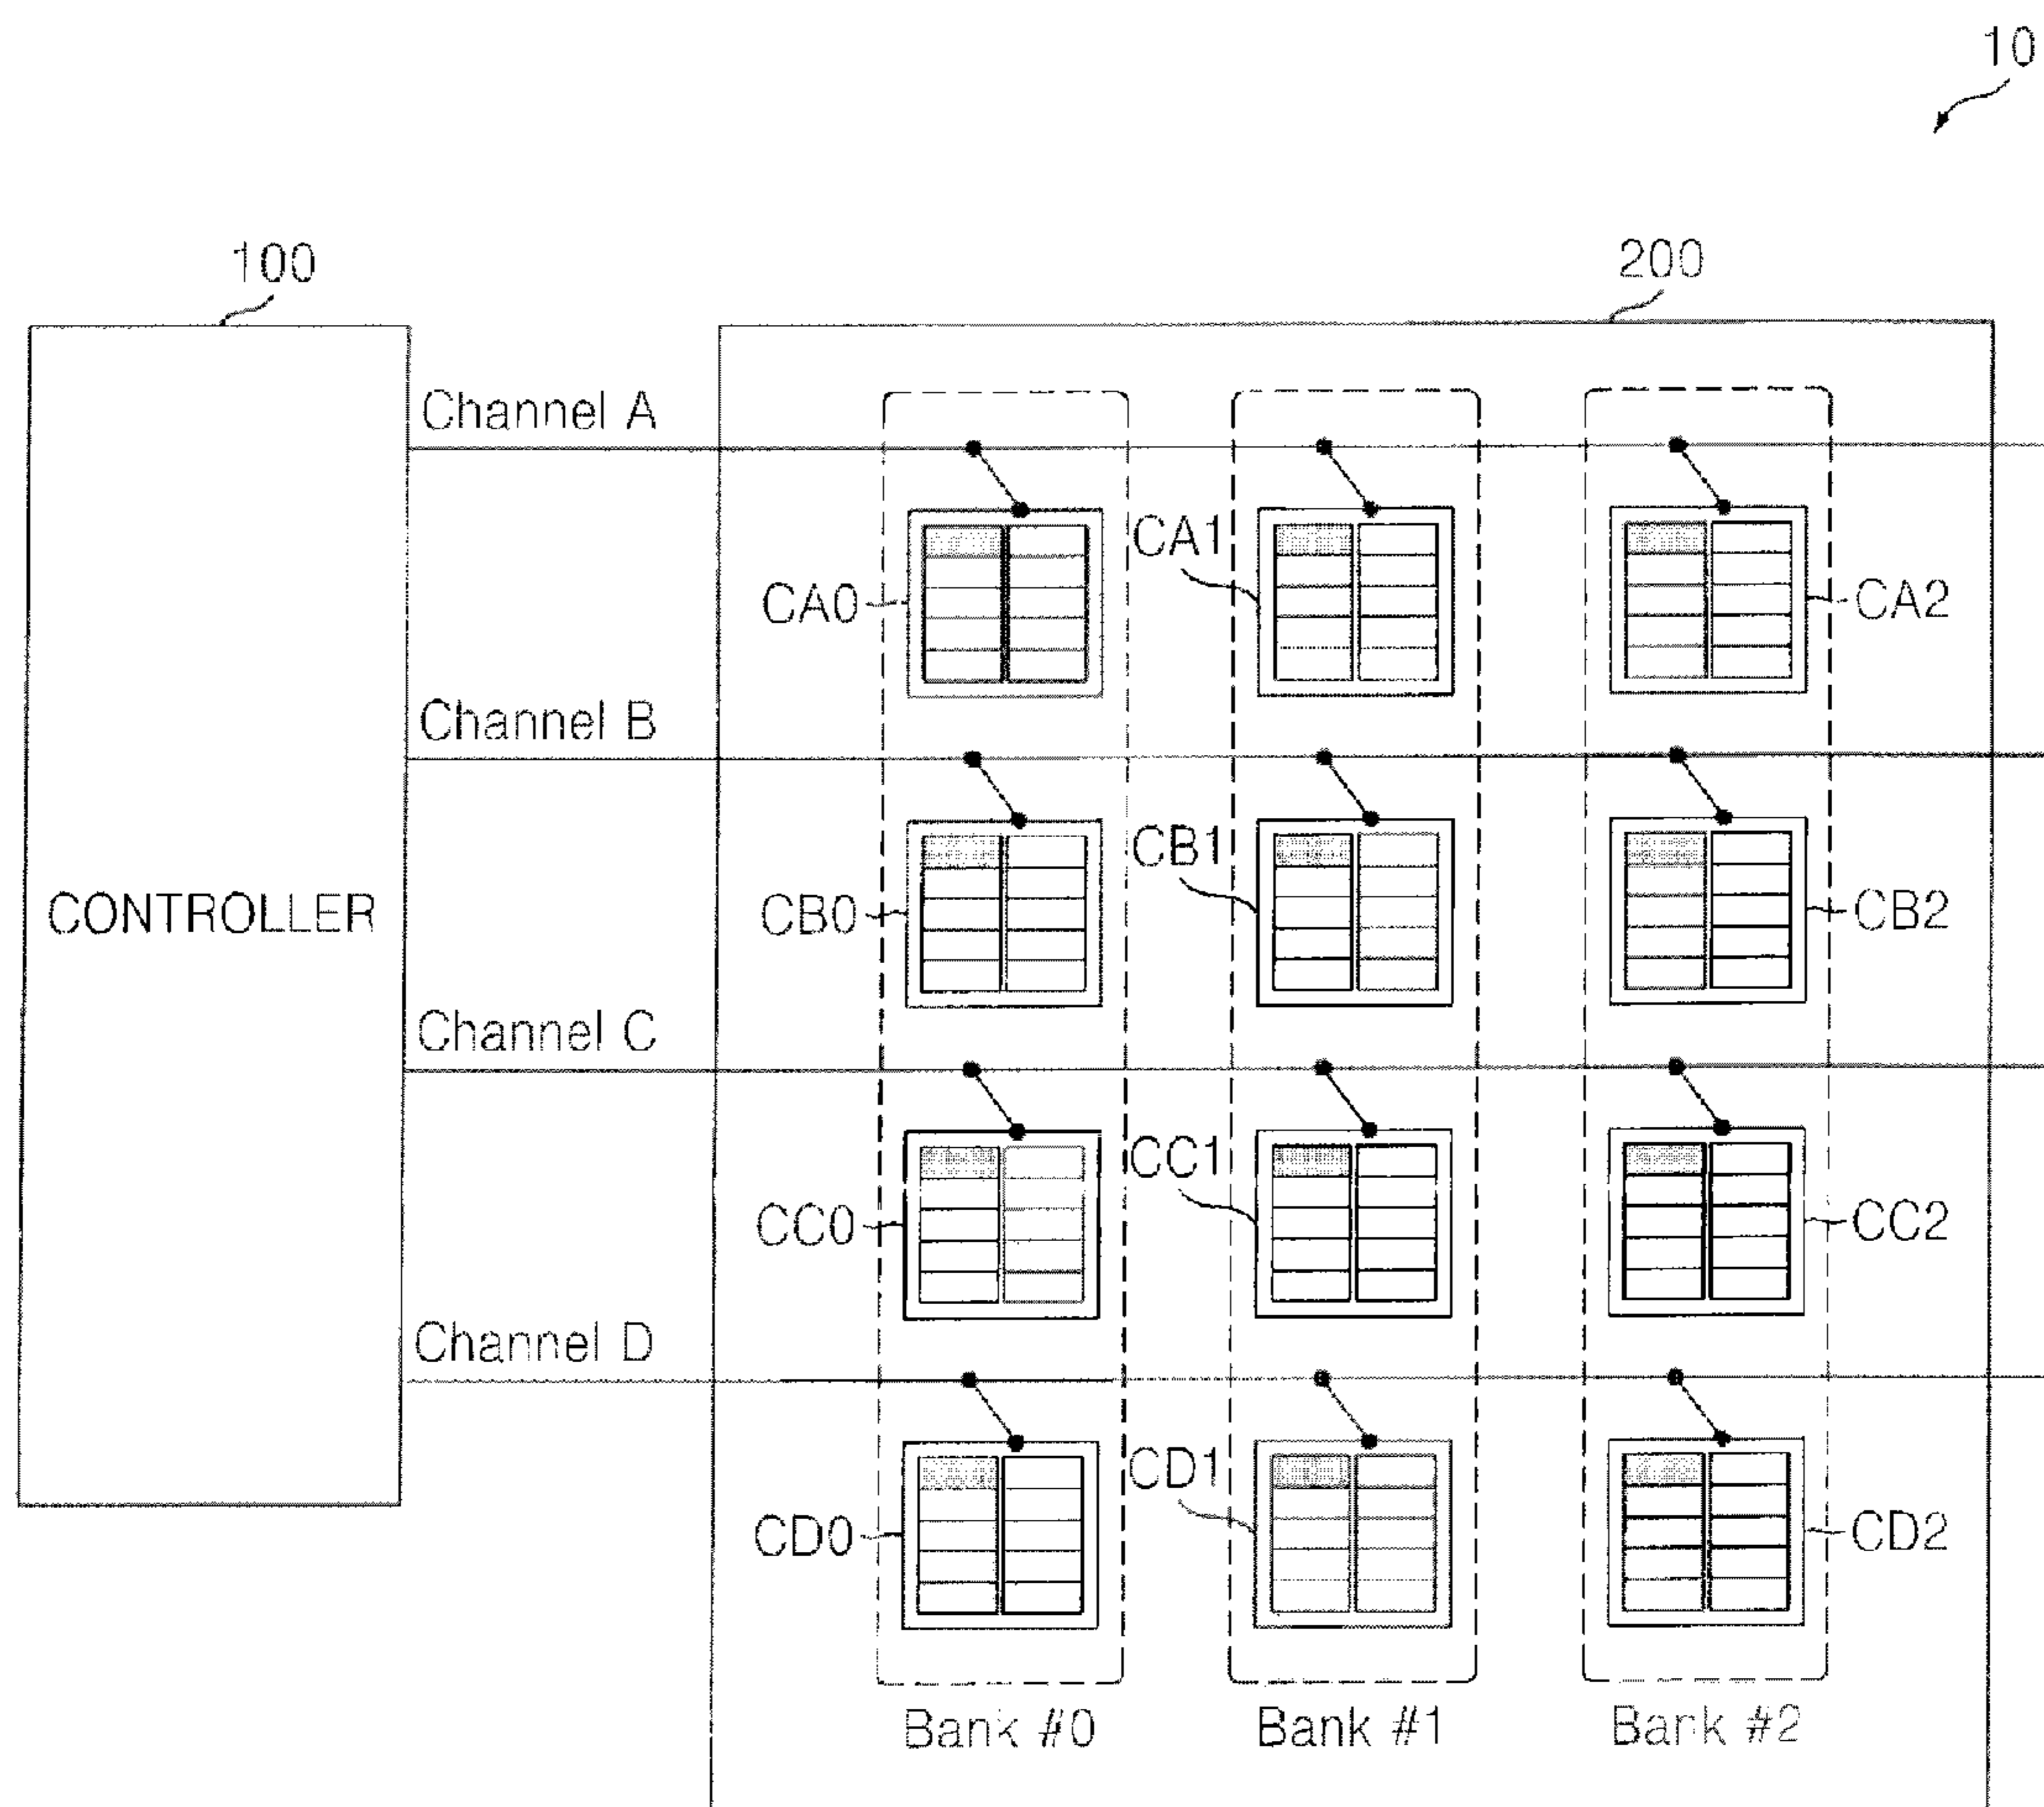 10
100
200
Channel A
CA0
CA1
CA2
Channel B
CONTROLLER
CB0
CB1
CB2
Channel C
CC0
CC1
CC2
Channel D
CD0
CD1
CD2
Bank #0
Bank #1
Bank #2